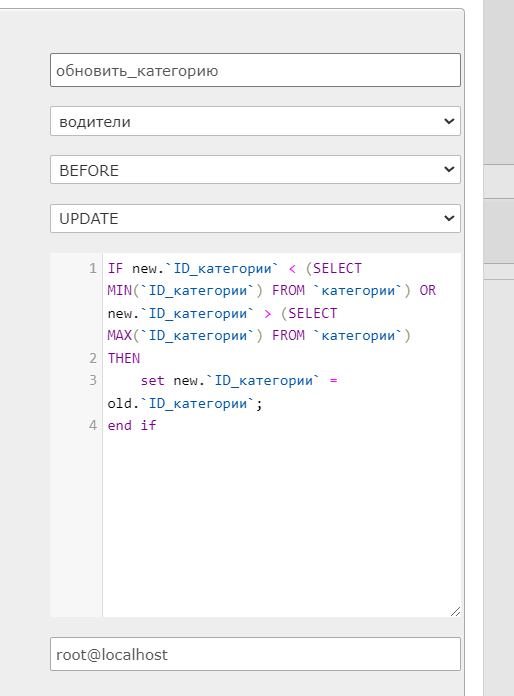 обновить_категорию
водители
BEFORE
UPDATE
1 IF new.`ID_категории` < (SELECT
MIN(`ID_категории`) FROM `категории`) OR
new.`ID_категории` > (SELECT
MAX(`ID_категории`) FROM `категории`)
2 THEN
3     set new.`ID_категории` =
old.`ID_категории`;
4 end if
root@localhost